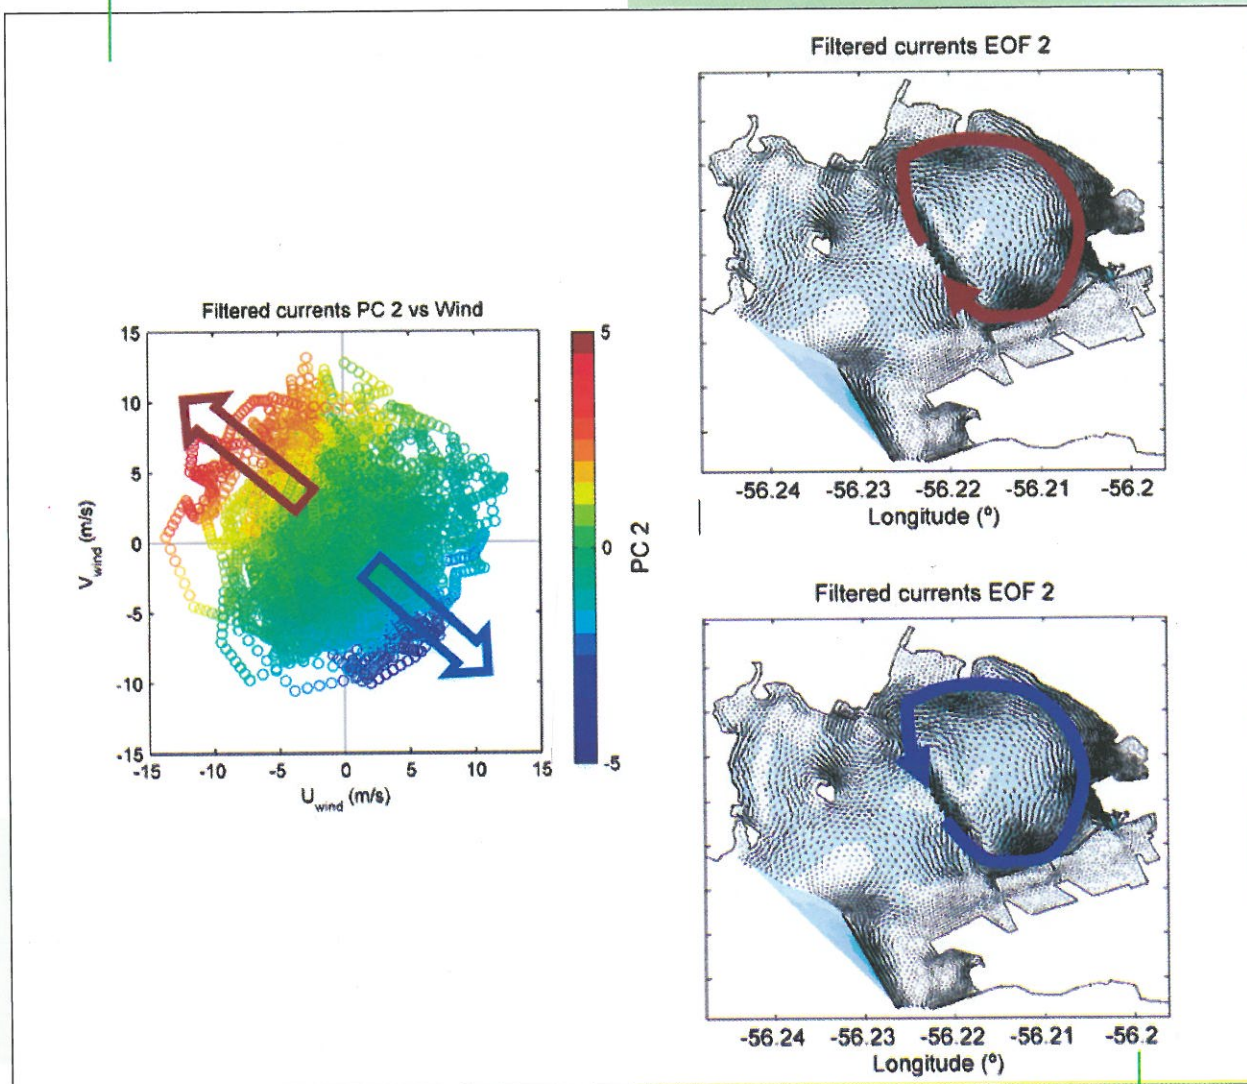 Filtered currents EOF 2
-56.24 -56.23 -56.22 -56.21 -56.2
Longitude (º)
Filtered currents PC 2 vs Wind
15
10
5
0
-5
-10
-15
-15 -10 -5 0 5 10 15
V wind (m/s)
U wind (m/s)
5
0
-5
PC 2
Filtered currents EOF 2
-56.24 -56.23 -56.22 -56.21 -56.2
Longitude (º)